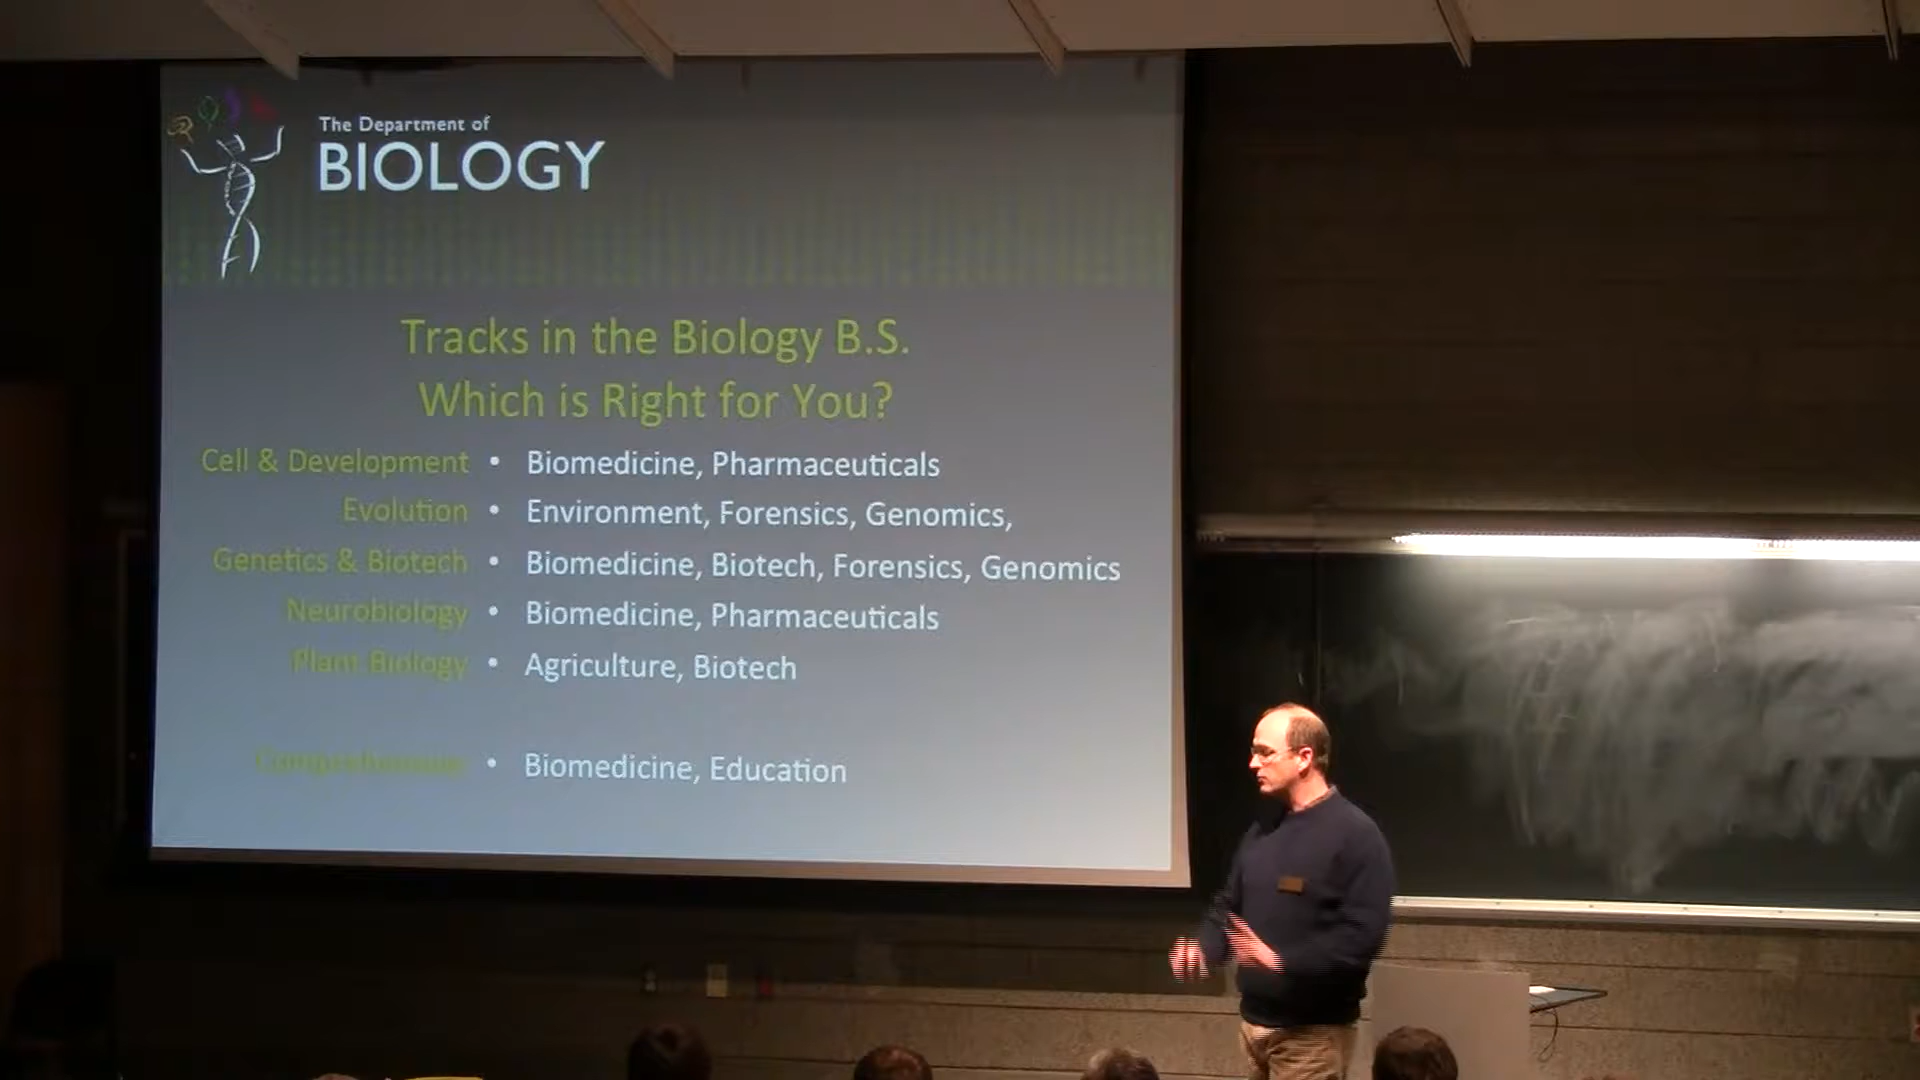 The Department of
BIOLOGY
Tracks in the Biology B.S.
Which is Right for You?
Cell & Development • Biomedicine, Pharmaceuticals
Evolution • Environment, Forensics, Genomics,
Genetics & Biotech • Biomedicine, Biotech, Forensics, Genomics
Neurobiology • Biomedicine, Pharmaceuticals
Plant Biology • Agriculture, Biotech
Comprehensive • Biomedicine, Education